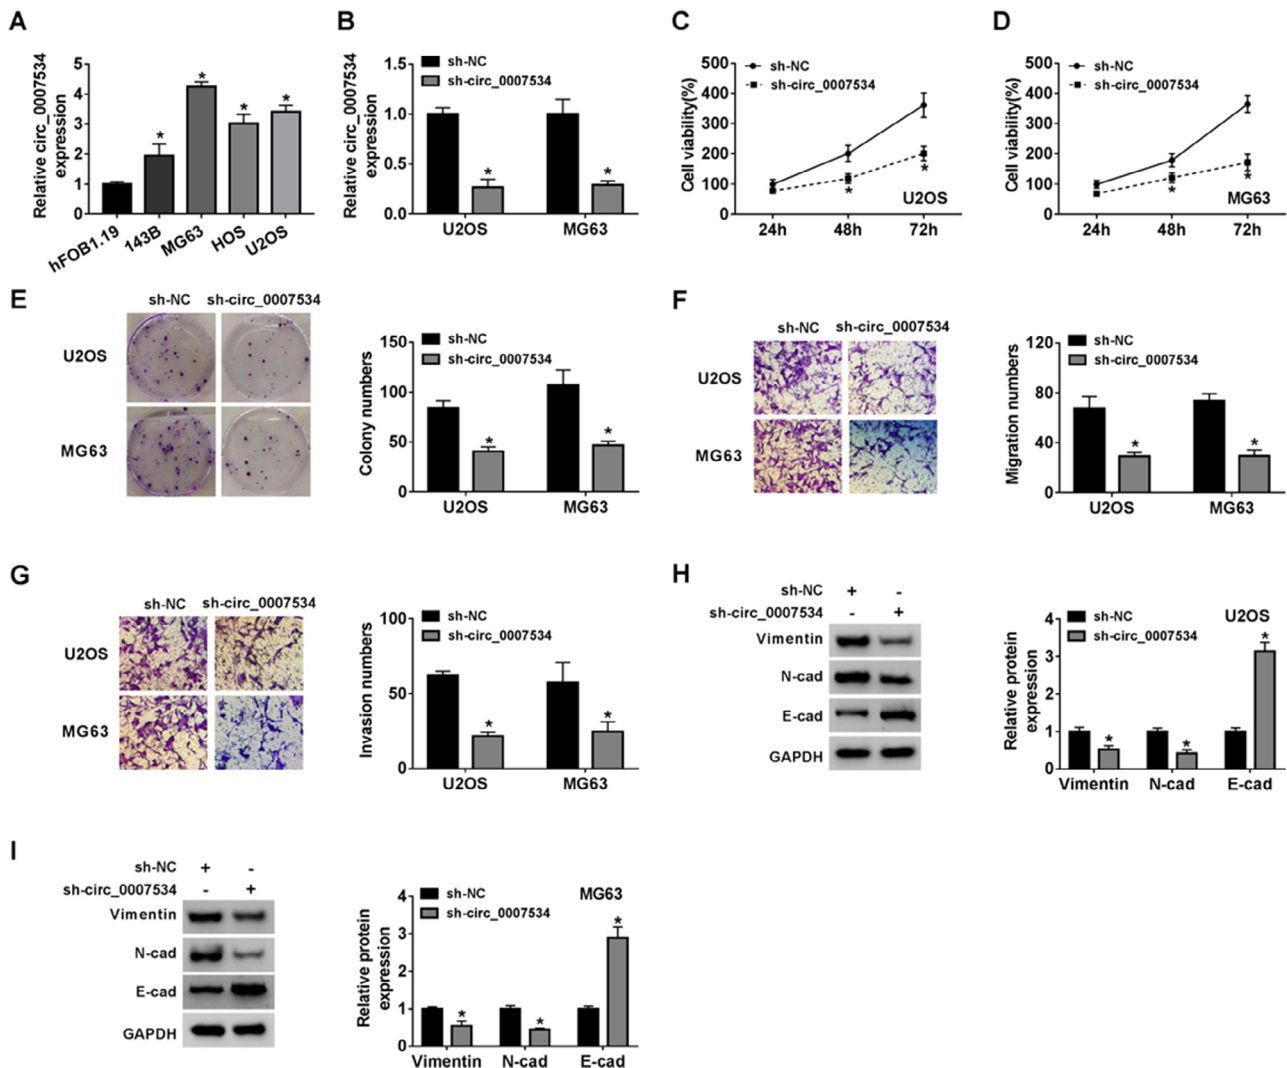 A
Relative circ_0007534
expression
5
4
3
2
1
0
*
*
*
*
hFOB1.19
143B
MG63
HOS
U2OS
B
Relative circ_0007534
expression
sh-NC
sh-circ_0007534
1.5
1.0
0.5
0.0
*
*
U2OS
MG63
C
Cell viability(%)
500
400
300
200
100
0
sh-NC
sh-circ_0007534
*
*
U2OS
24h
48h
72h
D
Cell viability(%)
500
400
300
200
100
0
sh-NC
sh-circ_0007534
*
*
MG63
24h
48h
72h
E
sh-NC sh-circ_0007534
U2OS
MG63
Colony numbers
150
100
50
0
sh-NC
sh-circ_0007534
*
*
U2OS
MG63
F
sh-NC sh-circ_0007534
U2OS
MG63
Migration numbers
120
80
40
0
sh-NC
sh-circ_0007534
*
*
U2OS
MG63
G
sh-NC sh-circ_0007534
U2OS
MG63
Invasion numbers
100
50
0
sh-NC
sh-circ_0007534
*
*
U2OS
MG63
H
sh-NC + -
sh-circ_0007534 - +
Vimentin
N-cad
E-cad
GAPDH
Relative protein
expression
4
3
2
1
0
sh-NC
sh-circ_0007534
U2OS
*
*
*
Vimentin
N-cad
E-cad
I
sh-NC + -
sh-circ_0007534 - +
Vimentin
N-cad
E-cad
GAPDH
Relative protein
expression
4
3
2
1
0
sh-NC
sh-circ_0007534
MG63
*
*
*
Vimentin
N-cad
E-cad